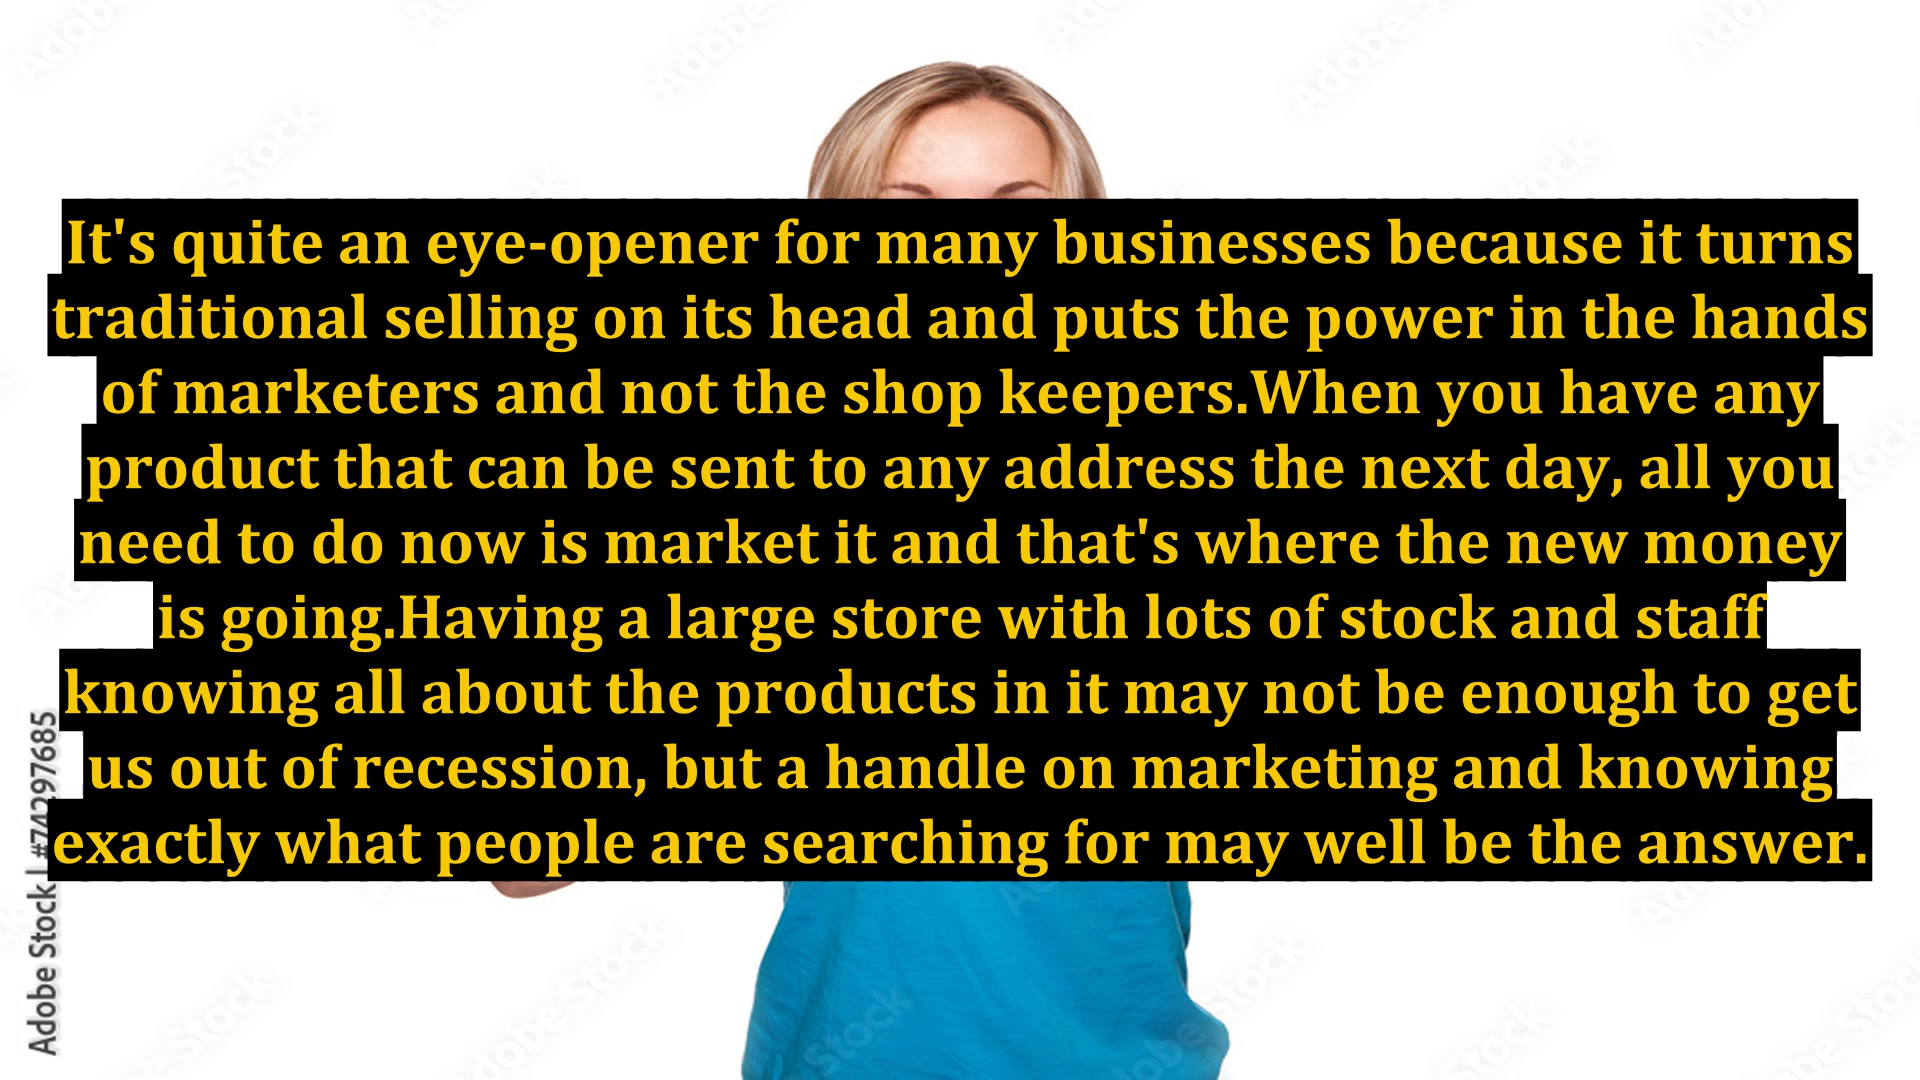 It's quite an eye-opener for many businesses because it turns
traditional selling on its head and puts the power in the hands
of marketers and not the shop keepers.When you have any
product that can be sent to any address the next day, all you
need to do now is market it and that's where the new money
is going.Having a large store with lots of stock and staff
knowing all about the products in it may not be enough to get
us out of recession, but a handle on marketing and knowing
exactly what people are searching for may well be the answer.
Adobe Stock | #74297685
Adobe Stock